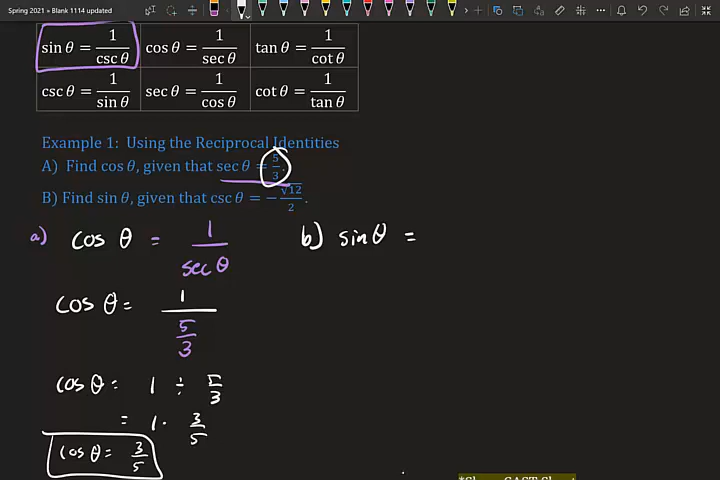 Spring 2021 » Blank 1114 updated
sin θ = 1/csc θ cos θ = 1/sec θ tan θ = 1/cot θ
csc θ = 1/sin θ sec θ = 1/cos θ cot θ = 1/tan θ
Example 1: Using the Reciprocal Identities
A) Find cos θ, given that sec θ = 5/3.
B) Find sin θ, given that csc θ = −√12/2.
a) cos θ = 1/sec θ
cos θ = 1/(5/3)
cos θ = 1 ÷ 5/3
= 1 · 3/5
cos θ = 3/5
b) sin θ =